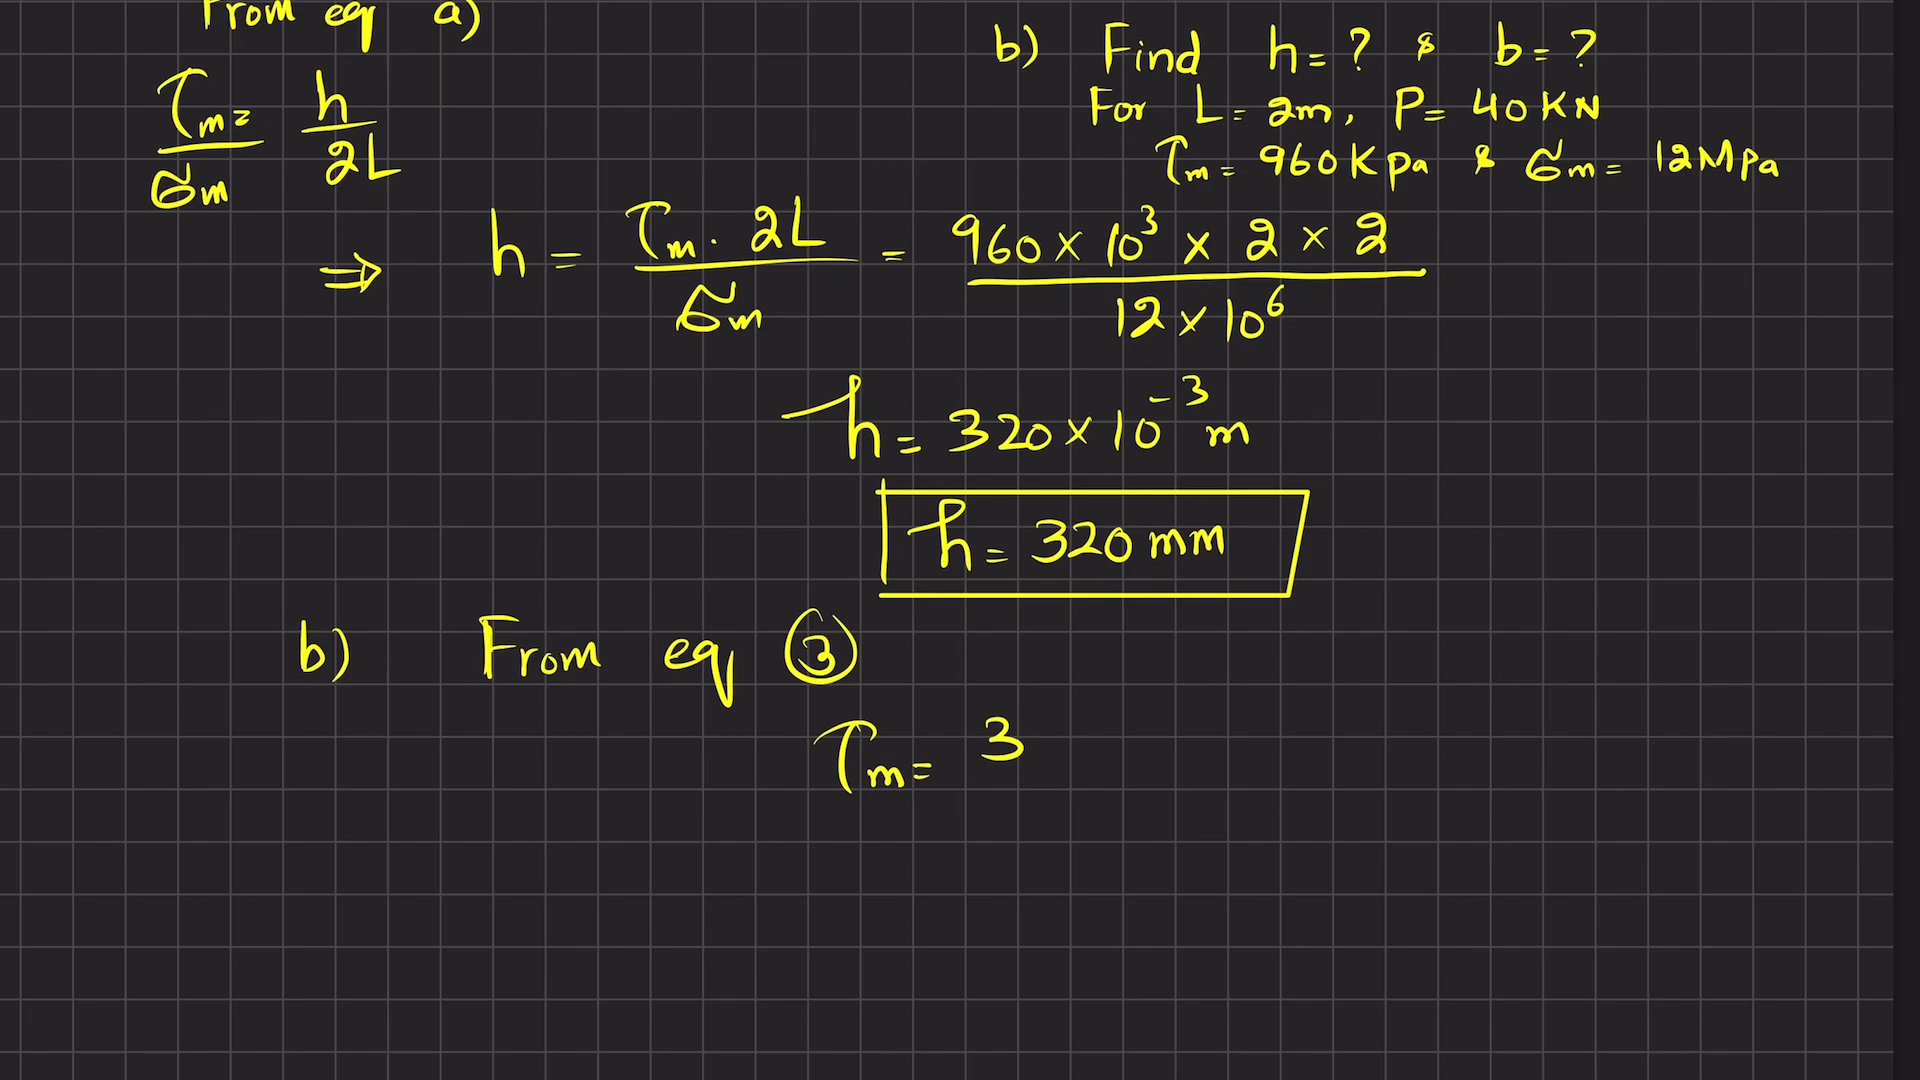 From eq a)
b) Find h = ? & b = ?
For L = 2m, P = 40 KN
τm = 960 K pa & σm = 12 MPa
τm / σm = h / 2L
⇒ h = τm · 2L / σm = 960 × 10³ × 2 × 2 / 12 × 10⁶
h = 320 × 10⁻³ m
h = 320 mm
b) From eq ③
τm = 3